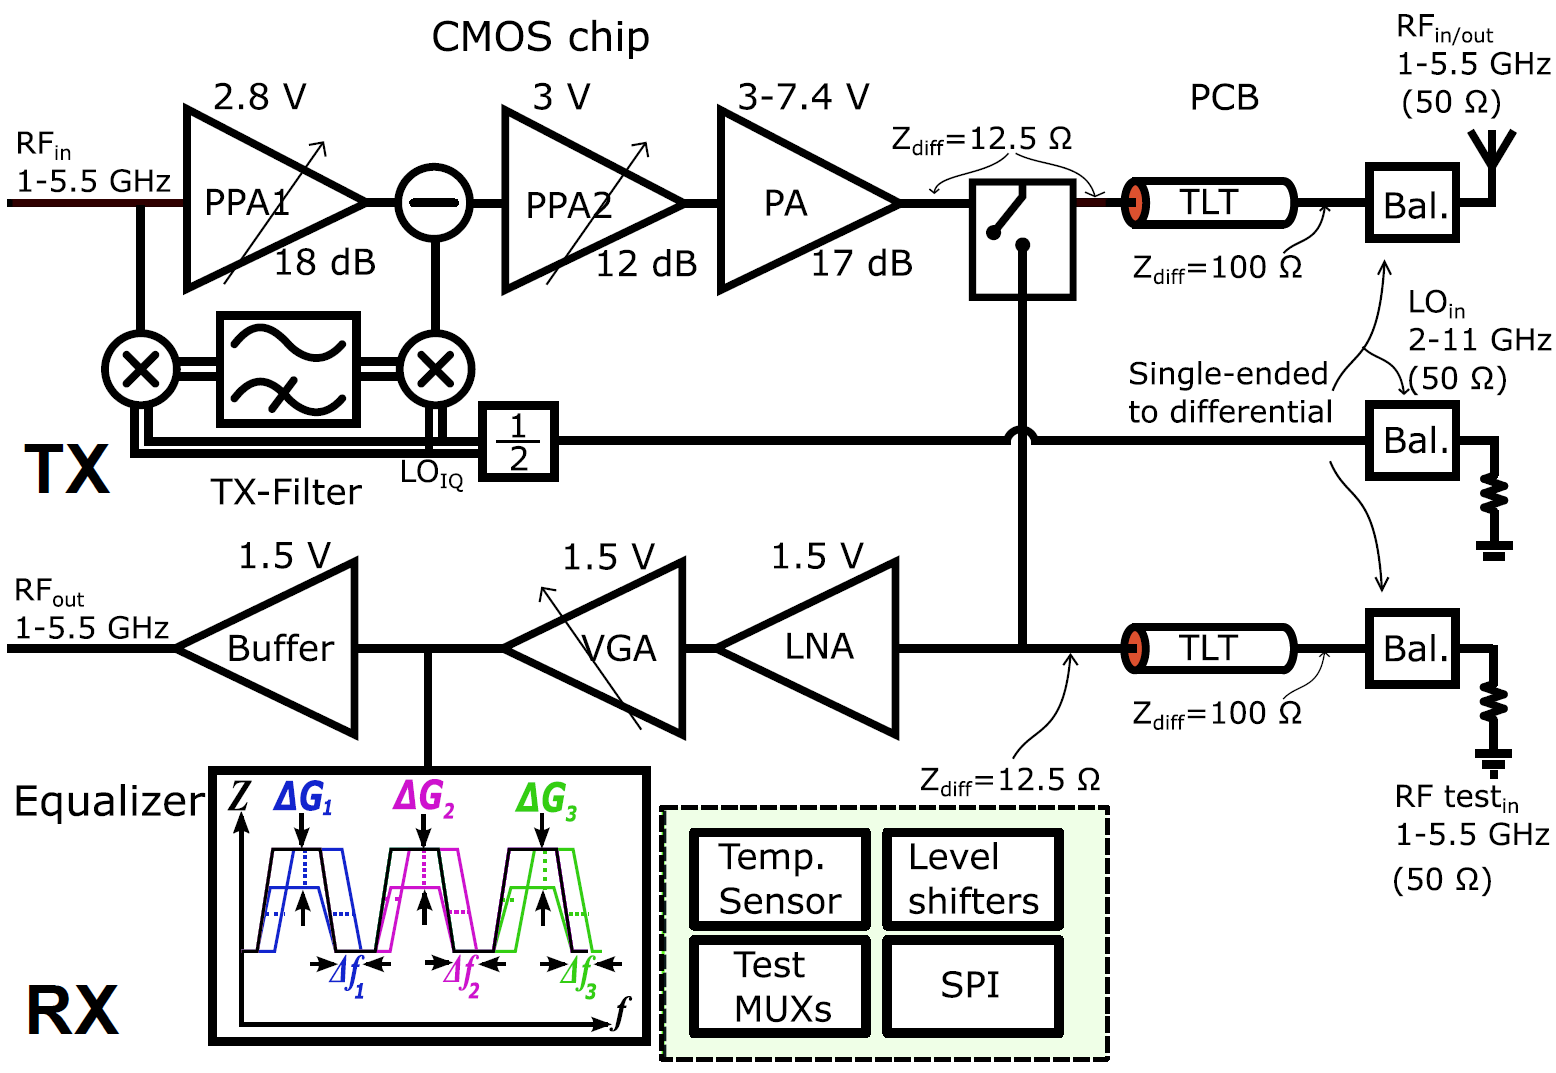 CMOS chip
2.8 V
3 V
3-7.4 V
PCB
RFin/out
1-5.5 GHz
(50 Ω)
RFin
1-5.5 GHz
Zdiff=12.5 Ω
PPA1
PPA2
PA
TLT
Bal.
18 dB
12 dB
17 dB
Zdiff=100 Ω
LOin
2-11 GHz
(50 Ω)
Single-ended
to differential
1
2
Bal.
TX
LOIQ
TX-Filter
1.5 V
1.5 V
1.5 V
RFout
1-5.5 GHz
Buffer
VGA
LNA
TLT
Bal.
Zdiff=100 Ω
Zdiff=12.5 Ω
Equalizer
Z
ΔG1
ΔG2
ΔG3
Δf1
Δf2
Δf3
f
RX
Temp.
Sensor
Level
shifters
Test
MUXs
SPI
RF testin
1-5.5 GHz
(50 Ω)